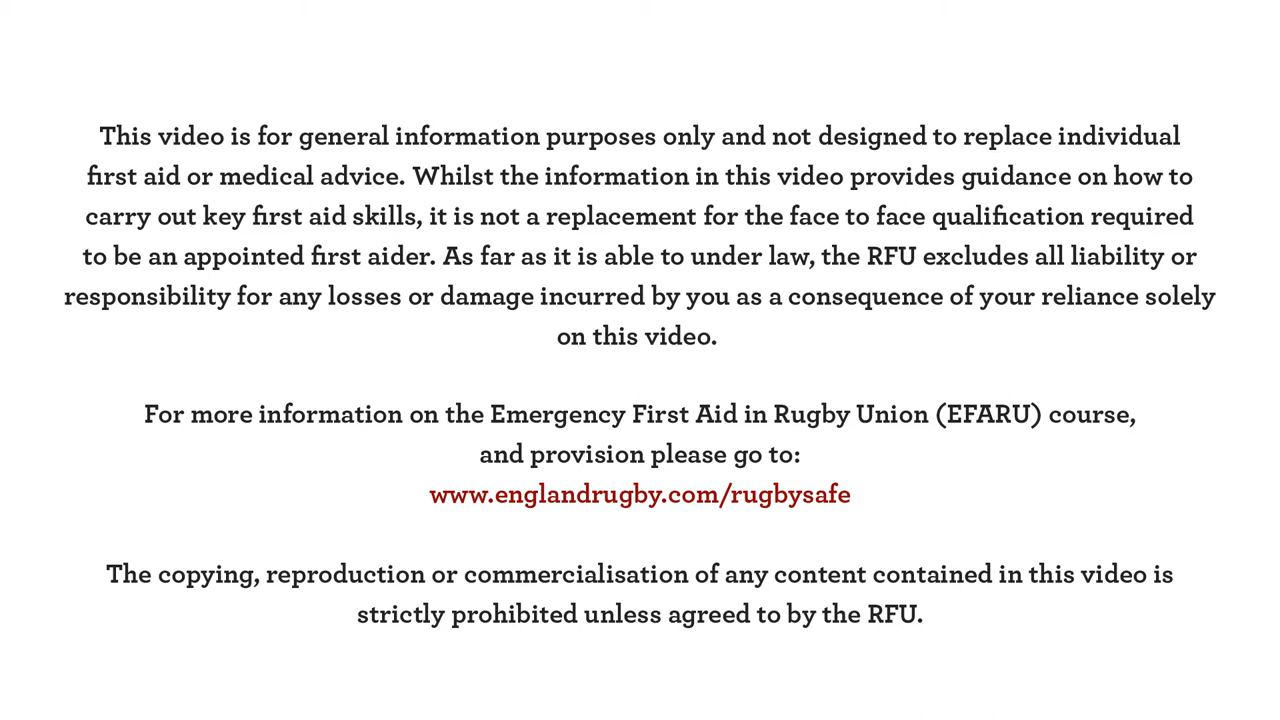 This video is for general information purposes only and not designed to replace individual
first aid or medical advice. Whilst the information in this video provides guidance on how to
carry out key first aid skills, it is not a replacement for the face to face qualification required
to be an appointed first aider. As far as it is able to under law, the RFU excludes all liability or
responsibility for any losses or damage incurred by you as a consequence of your reliance solely
on this video.
For more information on the Emergency First Aid in Rugby Union (EFARU) course,
and provision please go to:
www.englandrugby.com/rugbysafe
The copying, reproduction or commercialisation of any content contained in this video is
strictly prohibited unless agreed to by the RFU.